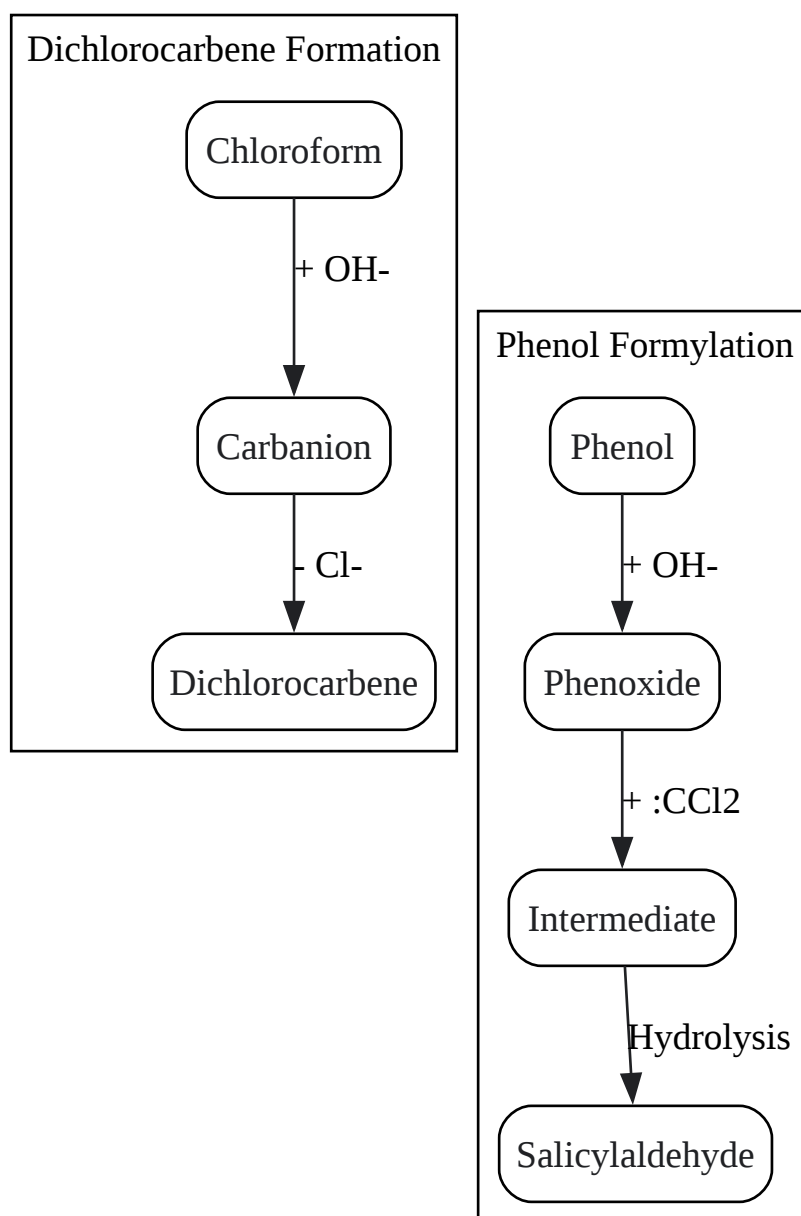 Dichlorocarbene Formation
Chloroform
+ OH-
Carbanion
- Cl-
Dichlorocarbene
Phenol Formylation
Phenol
+ OH-
Phenoxide
+ :CCl2
Intermediate
Hydrolysis
Salicylaldehyde